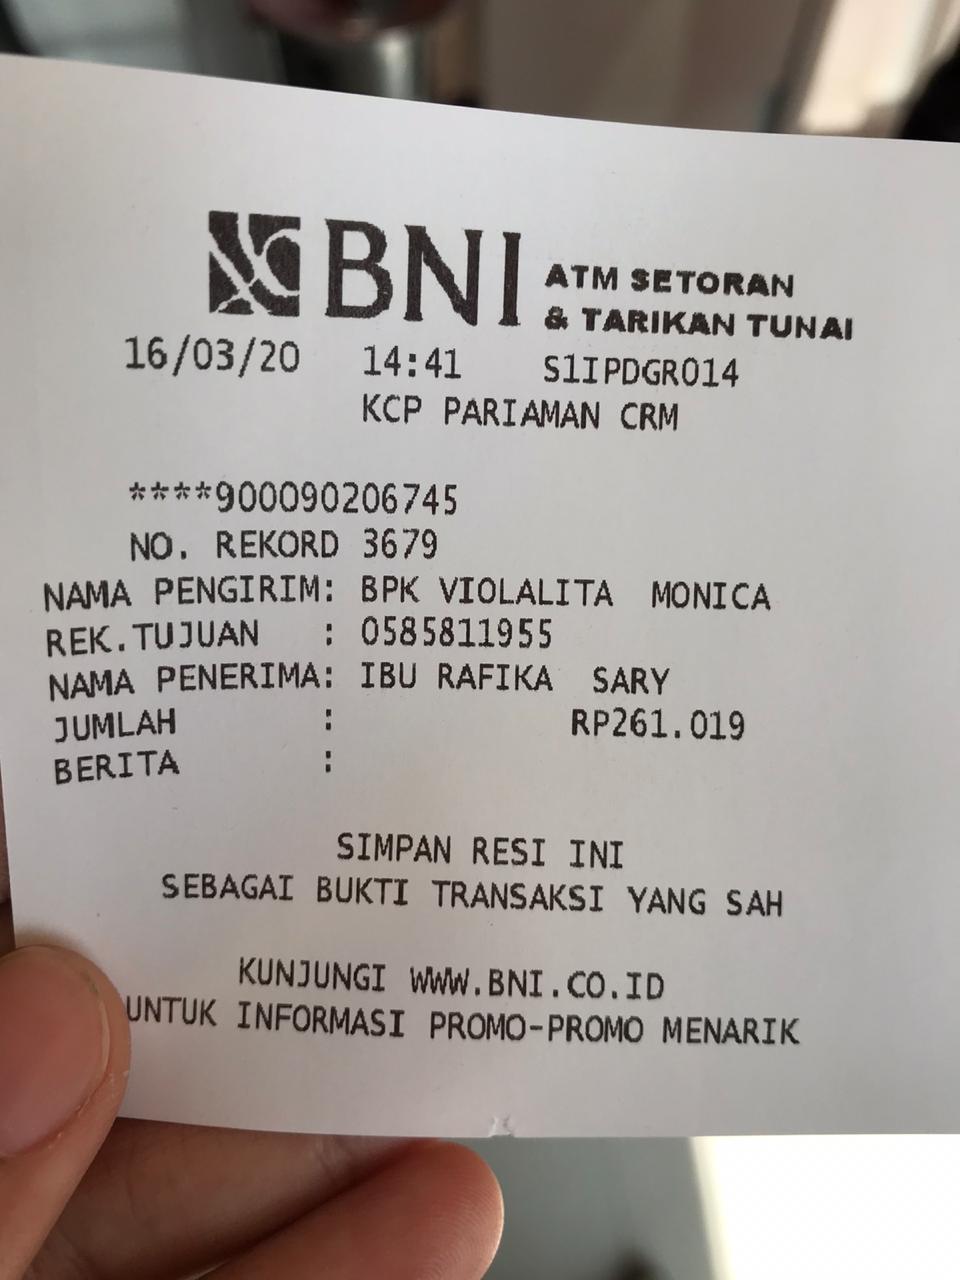 BNI ATM SETORAN
& TARIKAN TUNAI
16/03/20 14:41 S1IPDGR014
KCP PARIAMAN CRM
****900090206745
NO. REKORD 3679
NAMA PENGIRIM: BPK VIOLALITA MONICA
REK.TUJUAN : 0585811955
NAMA PENERIMA: IBU RAFIKA SARY
JUMLAH : RP261.019
BERITA :
SIMPAN RESI INI
SEBAGAI BUKTI TRANSAKSI YANG SAH
KUNJUNGI WWW.BNI.CO.ID
UNTUK INFORMASI PROMO-PROMO MENARIK